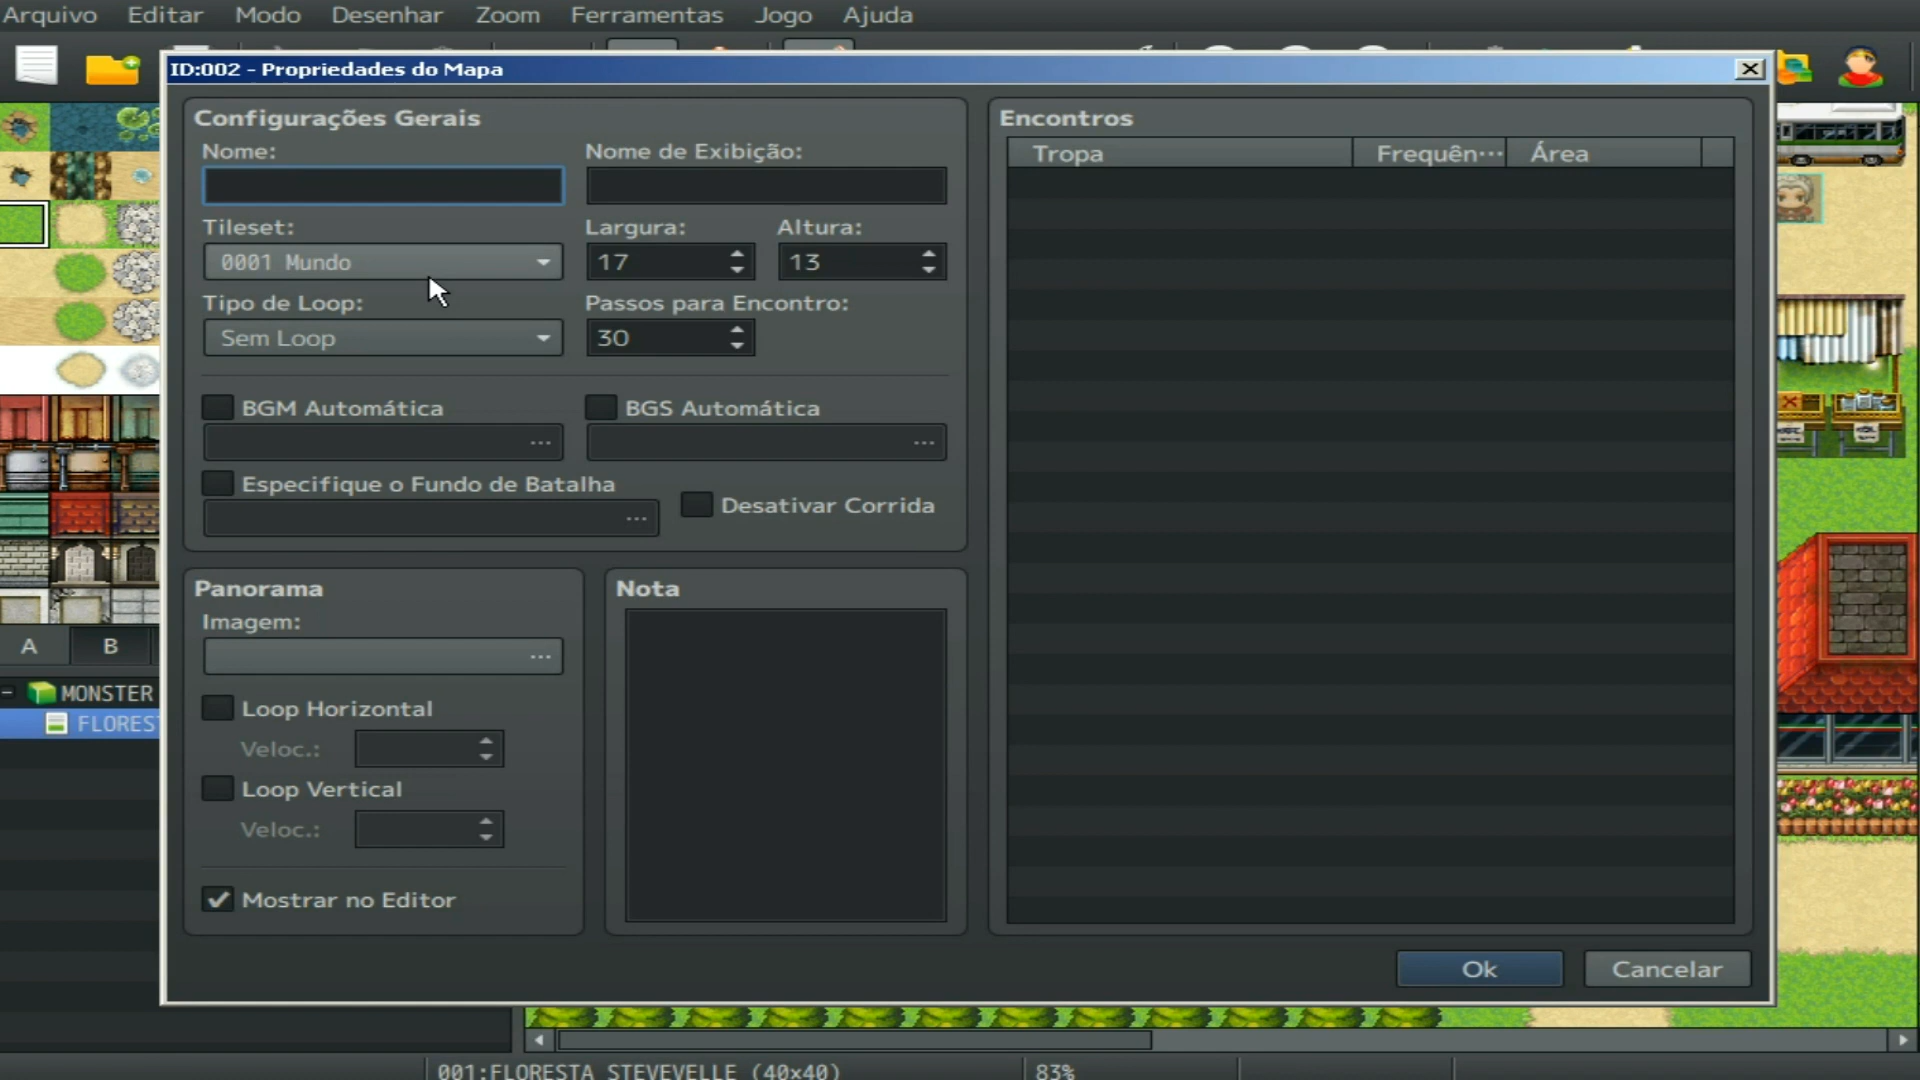 Arquivo Editar Modo Desenhar Zoom Ferramentas Jogo Ajuda
ID:002 - Propriedades do Mapa
Configurações Gerais
Nome: Nome de Exibição:
Tileset: Largura: Altura:
0001 Mundo 17 13
Tipo de Loop: Passos para Encontro:
Sem Loop 30
BGM Automática BGS Automática
... ...
Especifique o Fundo de Batalha
Desativar Corrida
...
Panorama
Imagem:
...
Loop Horizontal
Veloc.:
Loop Vertical
Veloc.:
Mostrar no Editor
Nota
Encontros
Tropa Frequên... Área
Ok Cancelar
A B
MONSTER
FLOREST
001:FLORESTA STEVEVELLE (40x40) 83%